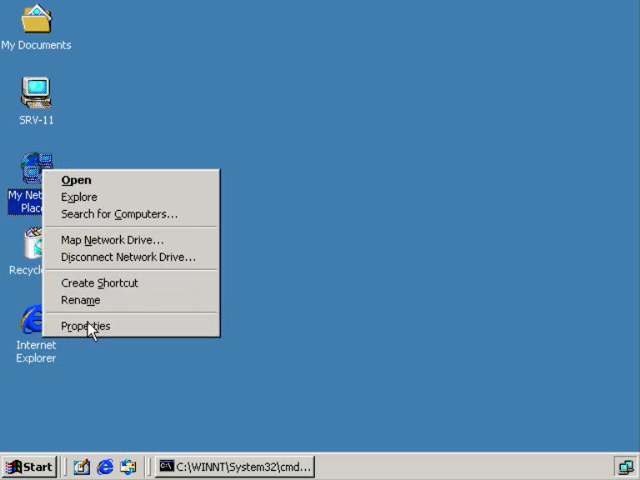 My Documents
SRV-11
My Net
Plac
Open
Explore
Search for Computers...
Map Network Drive...
Disconnect Network Drive...
Create Shortcut
Rename
Properties
Recycl
Internet
Explorer
Start
C:\WINNT\System32\cmd...